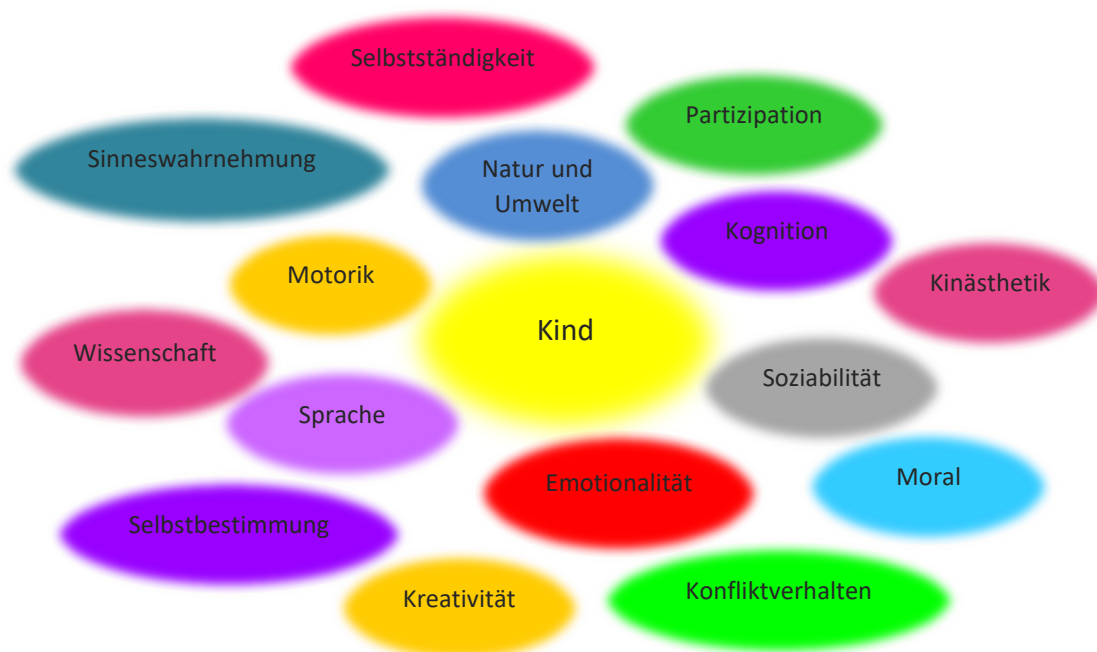 Selbstständigkeit
Partizipation
Sinneswahrnehmung
Natur und
Umwelt
Kognition
Motorik
Kinästhetik
Kind
Wissenschaft
Soziabilität
Sprache
Moral
Emotionalität
Selbstbestimmung
Kreativität
Konfliktverhalten